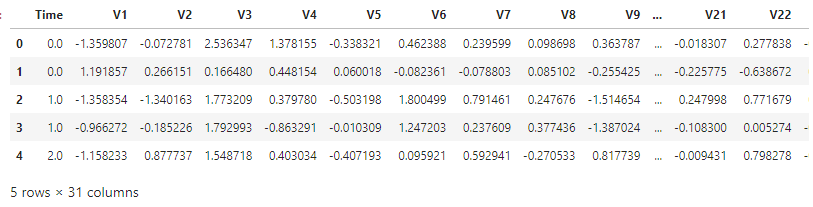 Time V1 V2 V3 V4 V5 V6 V7 V8 V9 ... V21 V22
0 0.0 -1.359807 -0.072781 2.536347 1.378155 -0.338321 0.462388 0.239599 0.098698 0.363787 ... -0.018307 0.277838 -
1 0.0 1.191857 0.266151 0.166480 0.448154 0.060018 -0.082361 -0.078803 0.085102 -0.255425 ... -0.225775 -0.638672
2 1.0 -1.358354 -1.340163 1.773209 0.379780 -0.503198 1.800499 0.791461 0.247676 -1.514654 ... 0.247998 0.771679
3 1.0 -0.966272 -0.185226 1.792993 -0.863291 -0.010309 1.247203 0.237609 0.377436 -1.387024 ... -0.108300 0.005274 -
4 2.0 -1.158233 0.877737 1.548718 0.403034 -0.407193 0.095921 0.592941 -0.270533 0.817739 ... -0.009431 0.798278 -
5 rows × 31 columns